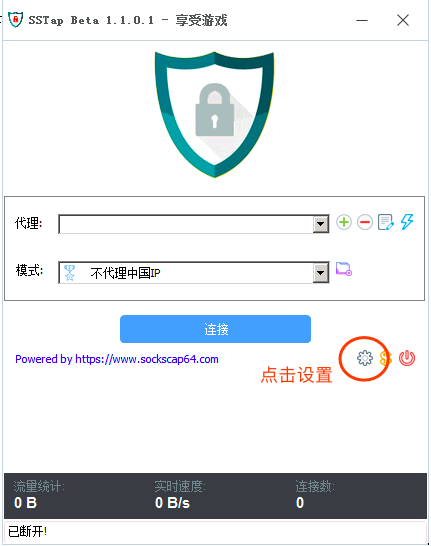 SSTap Beta 1.1.0.1 - 享受游戏
代理:
模式: 不代理中国IP
连接
Powered by https://www.sockscap64.com
点击设置
流量统计: 实时速度: 连接数:
0 B 0 B/s 0
已断开!